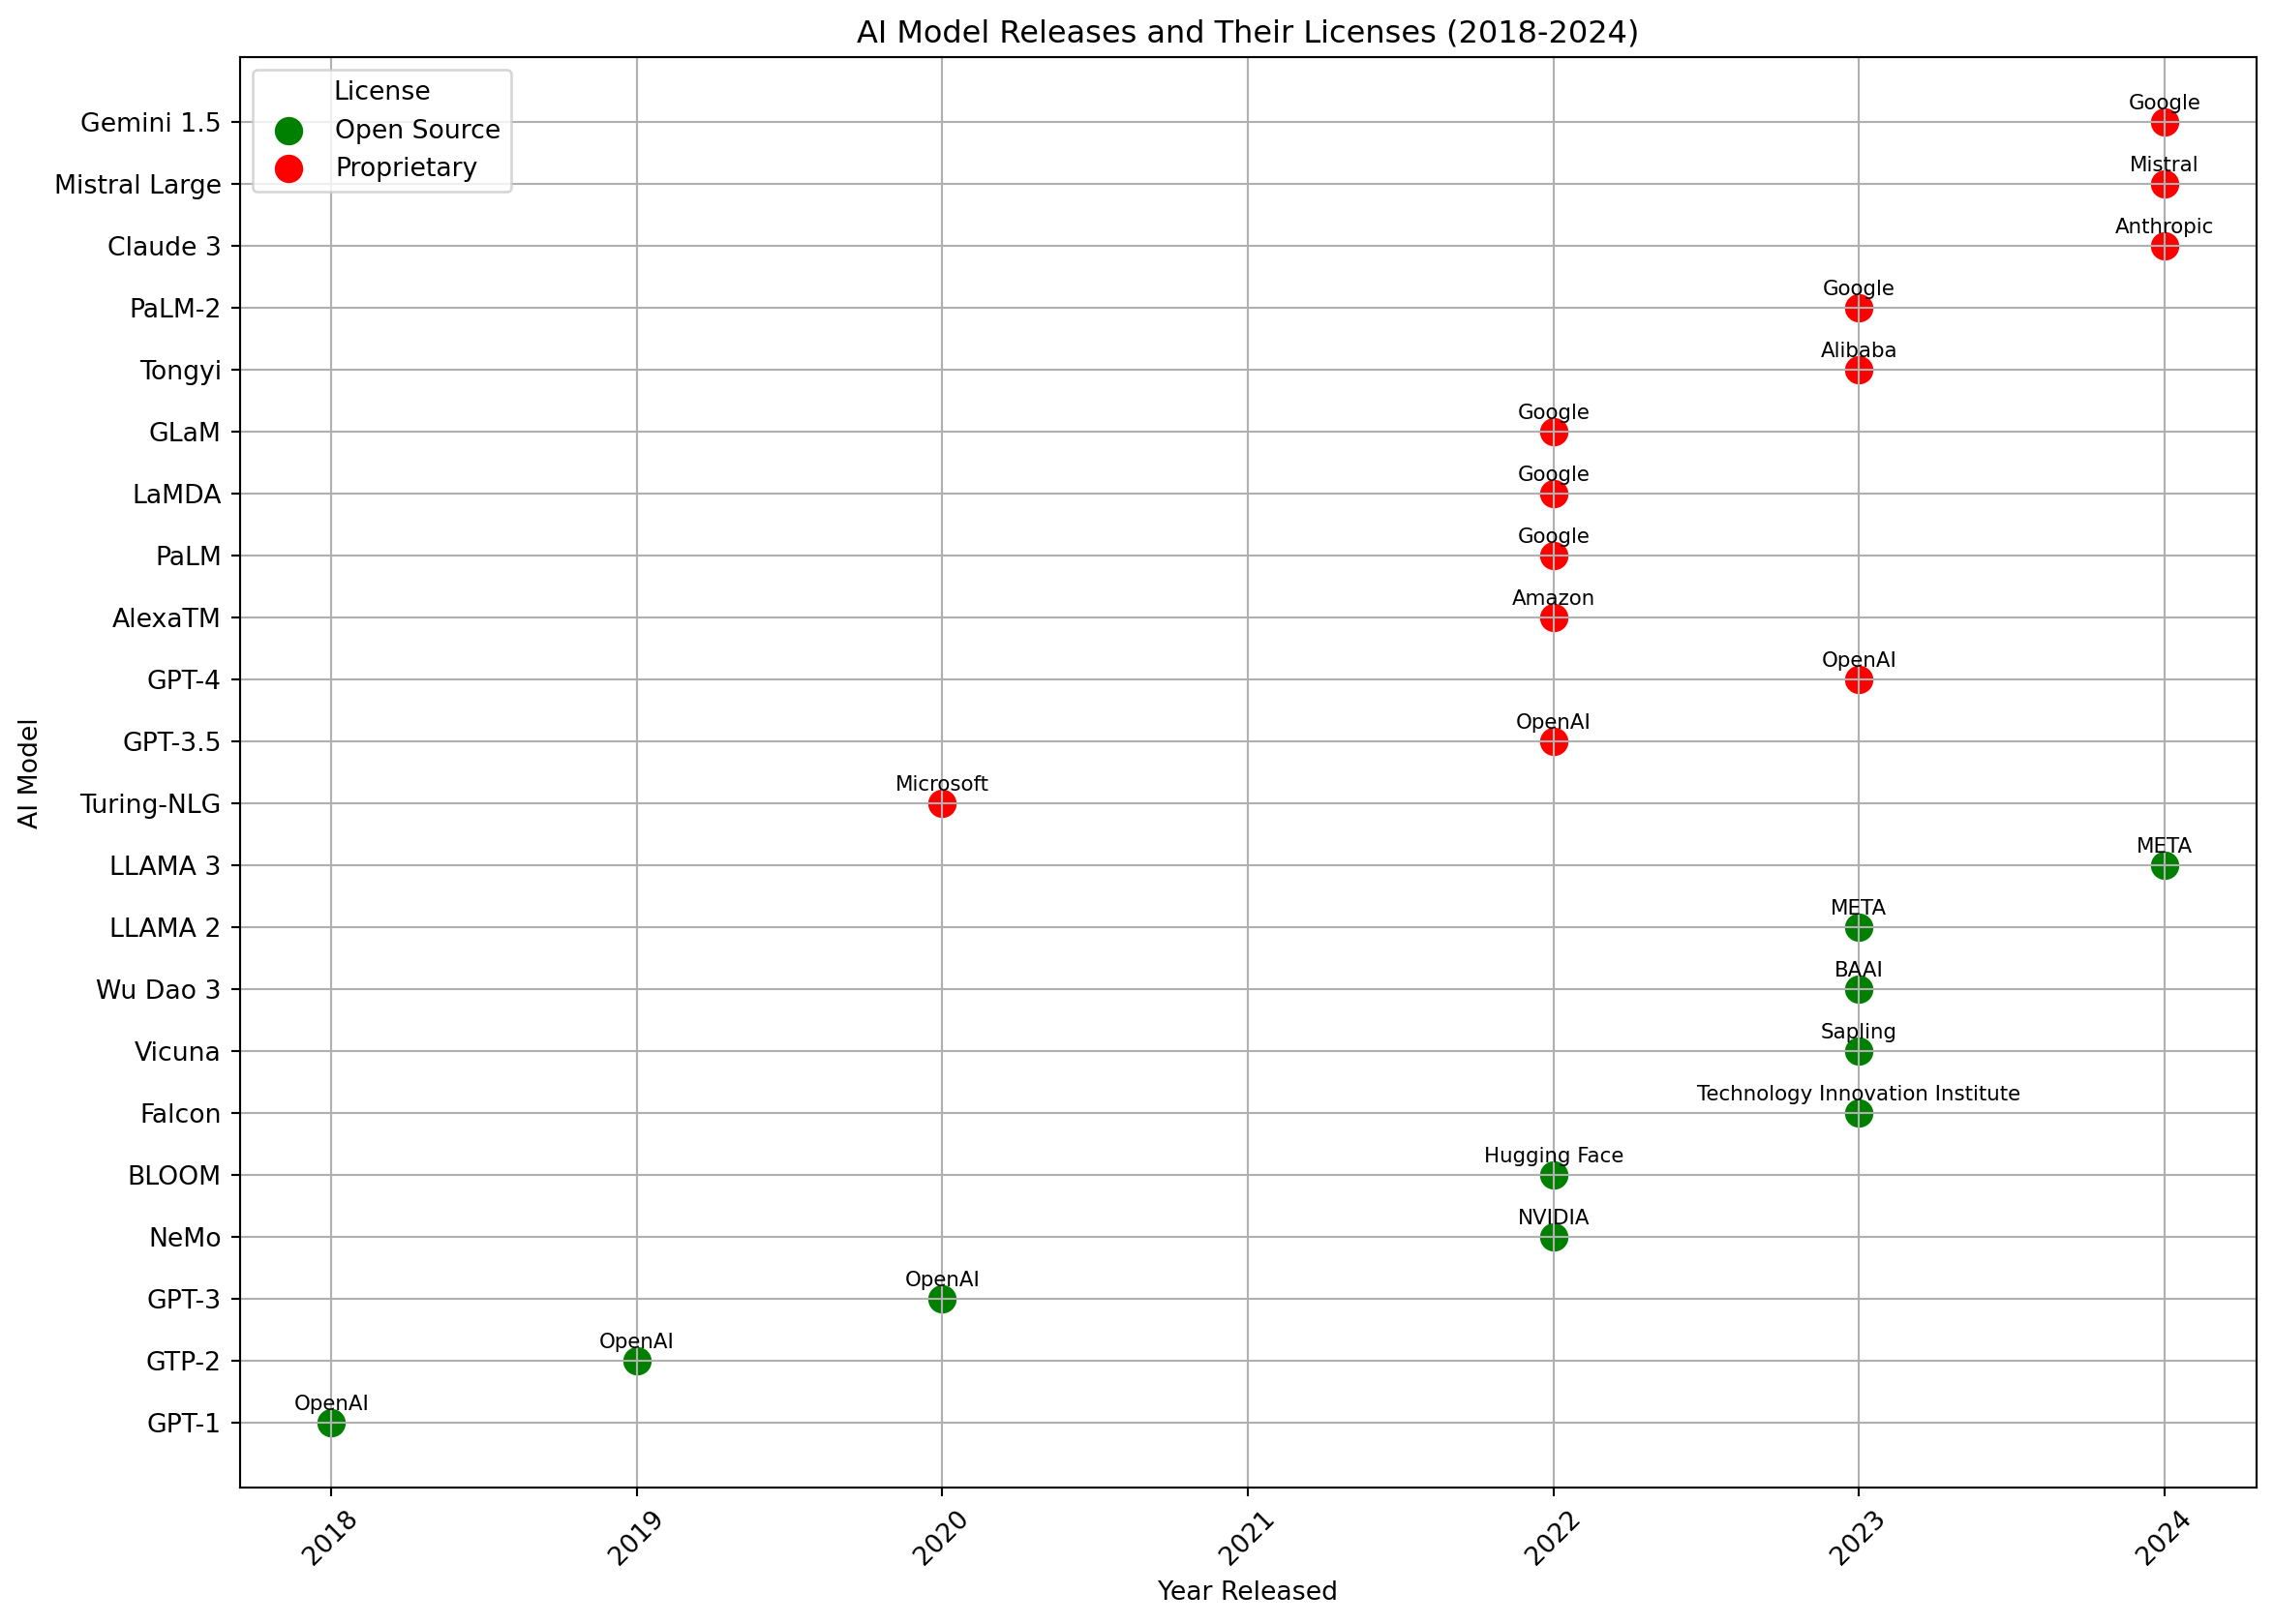 AI Model Releases and Their Licenses (2018-2024)
License
Open Source
Proprietary
AI Model
Gemini 1.5
Google
Mistral Large
Mistral
Claude 3
Anthropic
PaLM-2
Google
Tongyi
Alibaba
GLaM
Google
LaMDA
Google
PaLM
Google
AlexaTM
Amazon
GPT-4
OpenAI
GPT-3.5
OpenAI
Turing-NLG
Microsoft
LLAMA 3
META
LLAMA 2
META
Wu Dao 3
BAAI
Vicuna
Sapling
Falcon
Technology Innovation Institute
BLOOM
Hugging Face
NeMo
NVIDIA
GPT-3
OpenAI
GTP-2
OpenAI
GPT-1
OpenAI
2018
2019
2020
2021
2022
2023
2024
Year Released